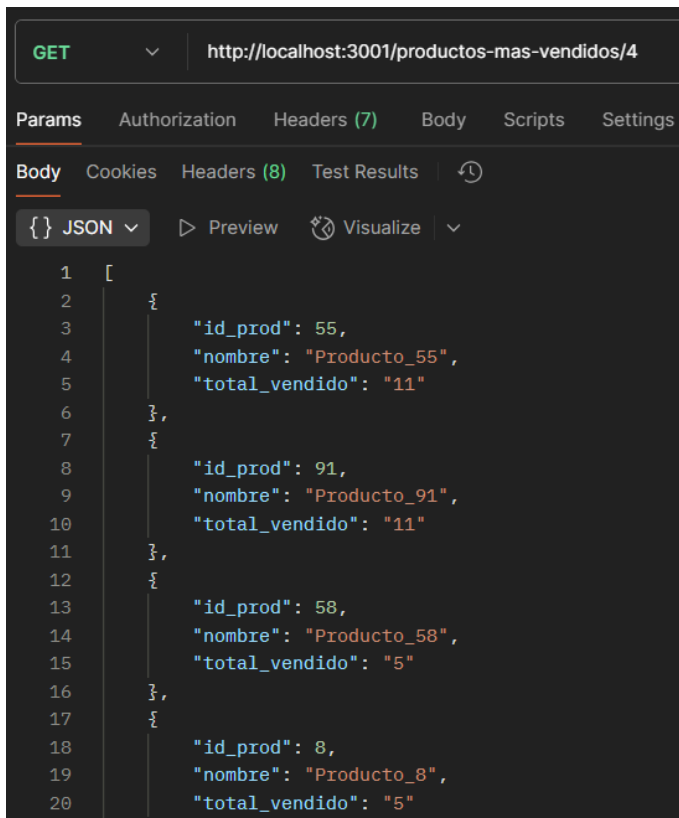 GET http://localhost:3001/productos-mas-vendidos/4
Params Authorization Headers (7) Body Scripts Settings
Body Cookies Headers (8) Test Results
{} JSON Preview Visualize
1 [
2 {
3 "id_prod": 55,
4 "nombre": "Producto_55",
5 "total_vendido": "11"
6 },
7 {
8 "id_prod": 91,
9 "nombre": "Producto_91",
10 "total_vendido": "11"
11 },
12 {
13 "id_prod": 58,
14 "nombre": "Producto_58",
15 "total_vendido": "5"
16 },
17 {
18 "id_prod": 8,
19 "nombre": "Producto_8",
20 "total_vendido": "5"